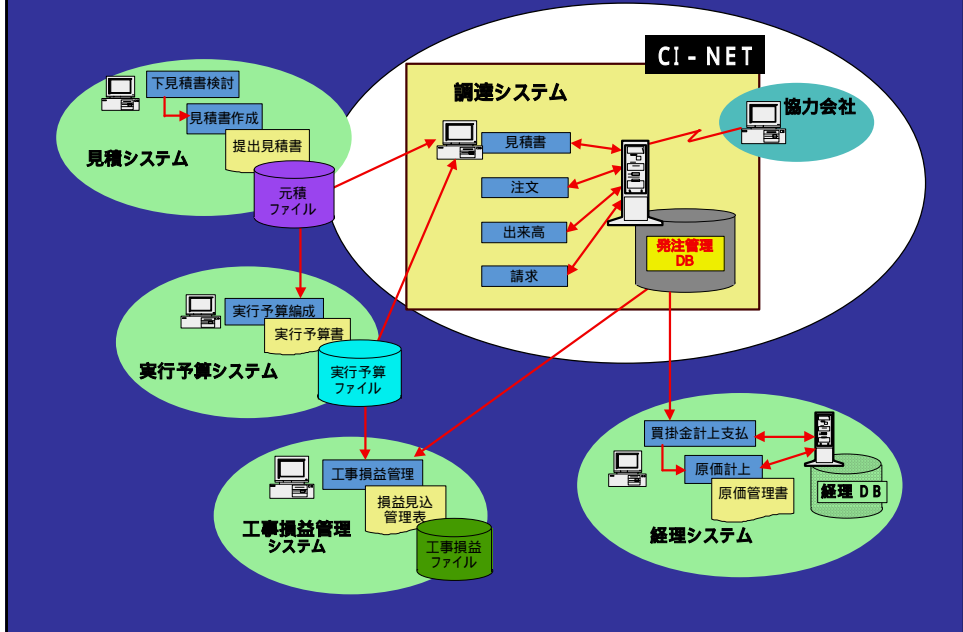 CI-NET
調達システム
協力会社
見積書
注文
出来高
請求
発注管理
DB
下見積書検討
見積書作成
提出見積書
見積システム
元積
ファイル
実行予算編成
実行予算書
実行予算システム
実行予算
ファイル
工事損益管理
損益見込
管理表
工事損益管理
システム
工事損益
ファイル
買掛金計上支払
原価計上
原価管理書
経理DB
経理システム